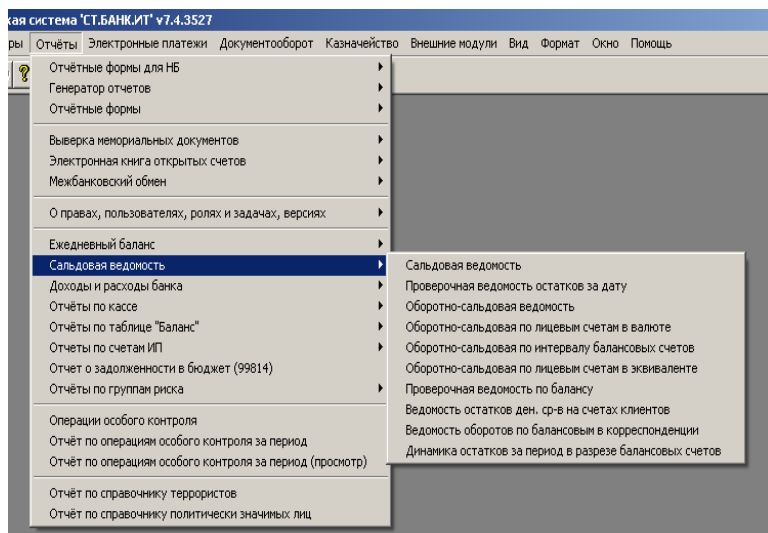 кая система 'СТ.БАНК.ИТ' v7.4.3527
ры Отчёты Электронные платежи Документооборот Казначейство Внешние модули Вид Формат Окно Помощь
Отчётные формы для НБ
Генератор отчетов
Отчётные формы
Выверка мемориальных документов
Электронная книга открытых счетов
Межбанковский обмен
О правах, пользователях, ролях и задачах, версиях
Ежедневный баланс
Сальдовая ведомость
Доходы и расходы банка
Отчёты по кассе
Отчёты по таблице "Баланс"
Отчеты по счетам ИП
Отчет о задолженности в бюджет (99814)
Отчёты по группам риска
Операции особого контроля
Отчёт по операциям особого контроля за период
Отчёт по операциям особого контроля за период (просмотр)
Отчёт по справочнику террористов
Отчёт по справочнику политически значимых лиц
Сальдовая ведомость
Проверочная ведомость остатков за дату
Оборотно-сальдовая ведомость
Оборотно-сальдовая по лицевым счетам в валюте
Оборотно-сальдовая по интервалу балансовых счетов
Оборотно-сальдовая по лицевым счетам в эквиваленте
Проверочная ведомость по балансу
Ведомость остатков ден. ср-в на счетах клиентов
Ведомость оборотов по балансовым в корреспонденции
Динамика остатков за период в разрезе балансовых счетов